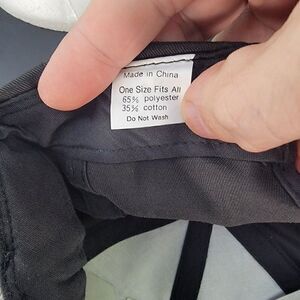 Made in China
One Size Fits All
65% polyester
35% cotton
Do Not Wash